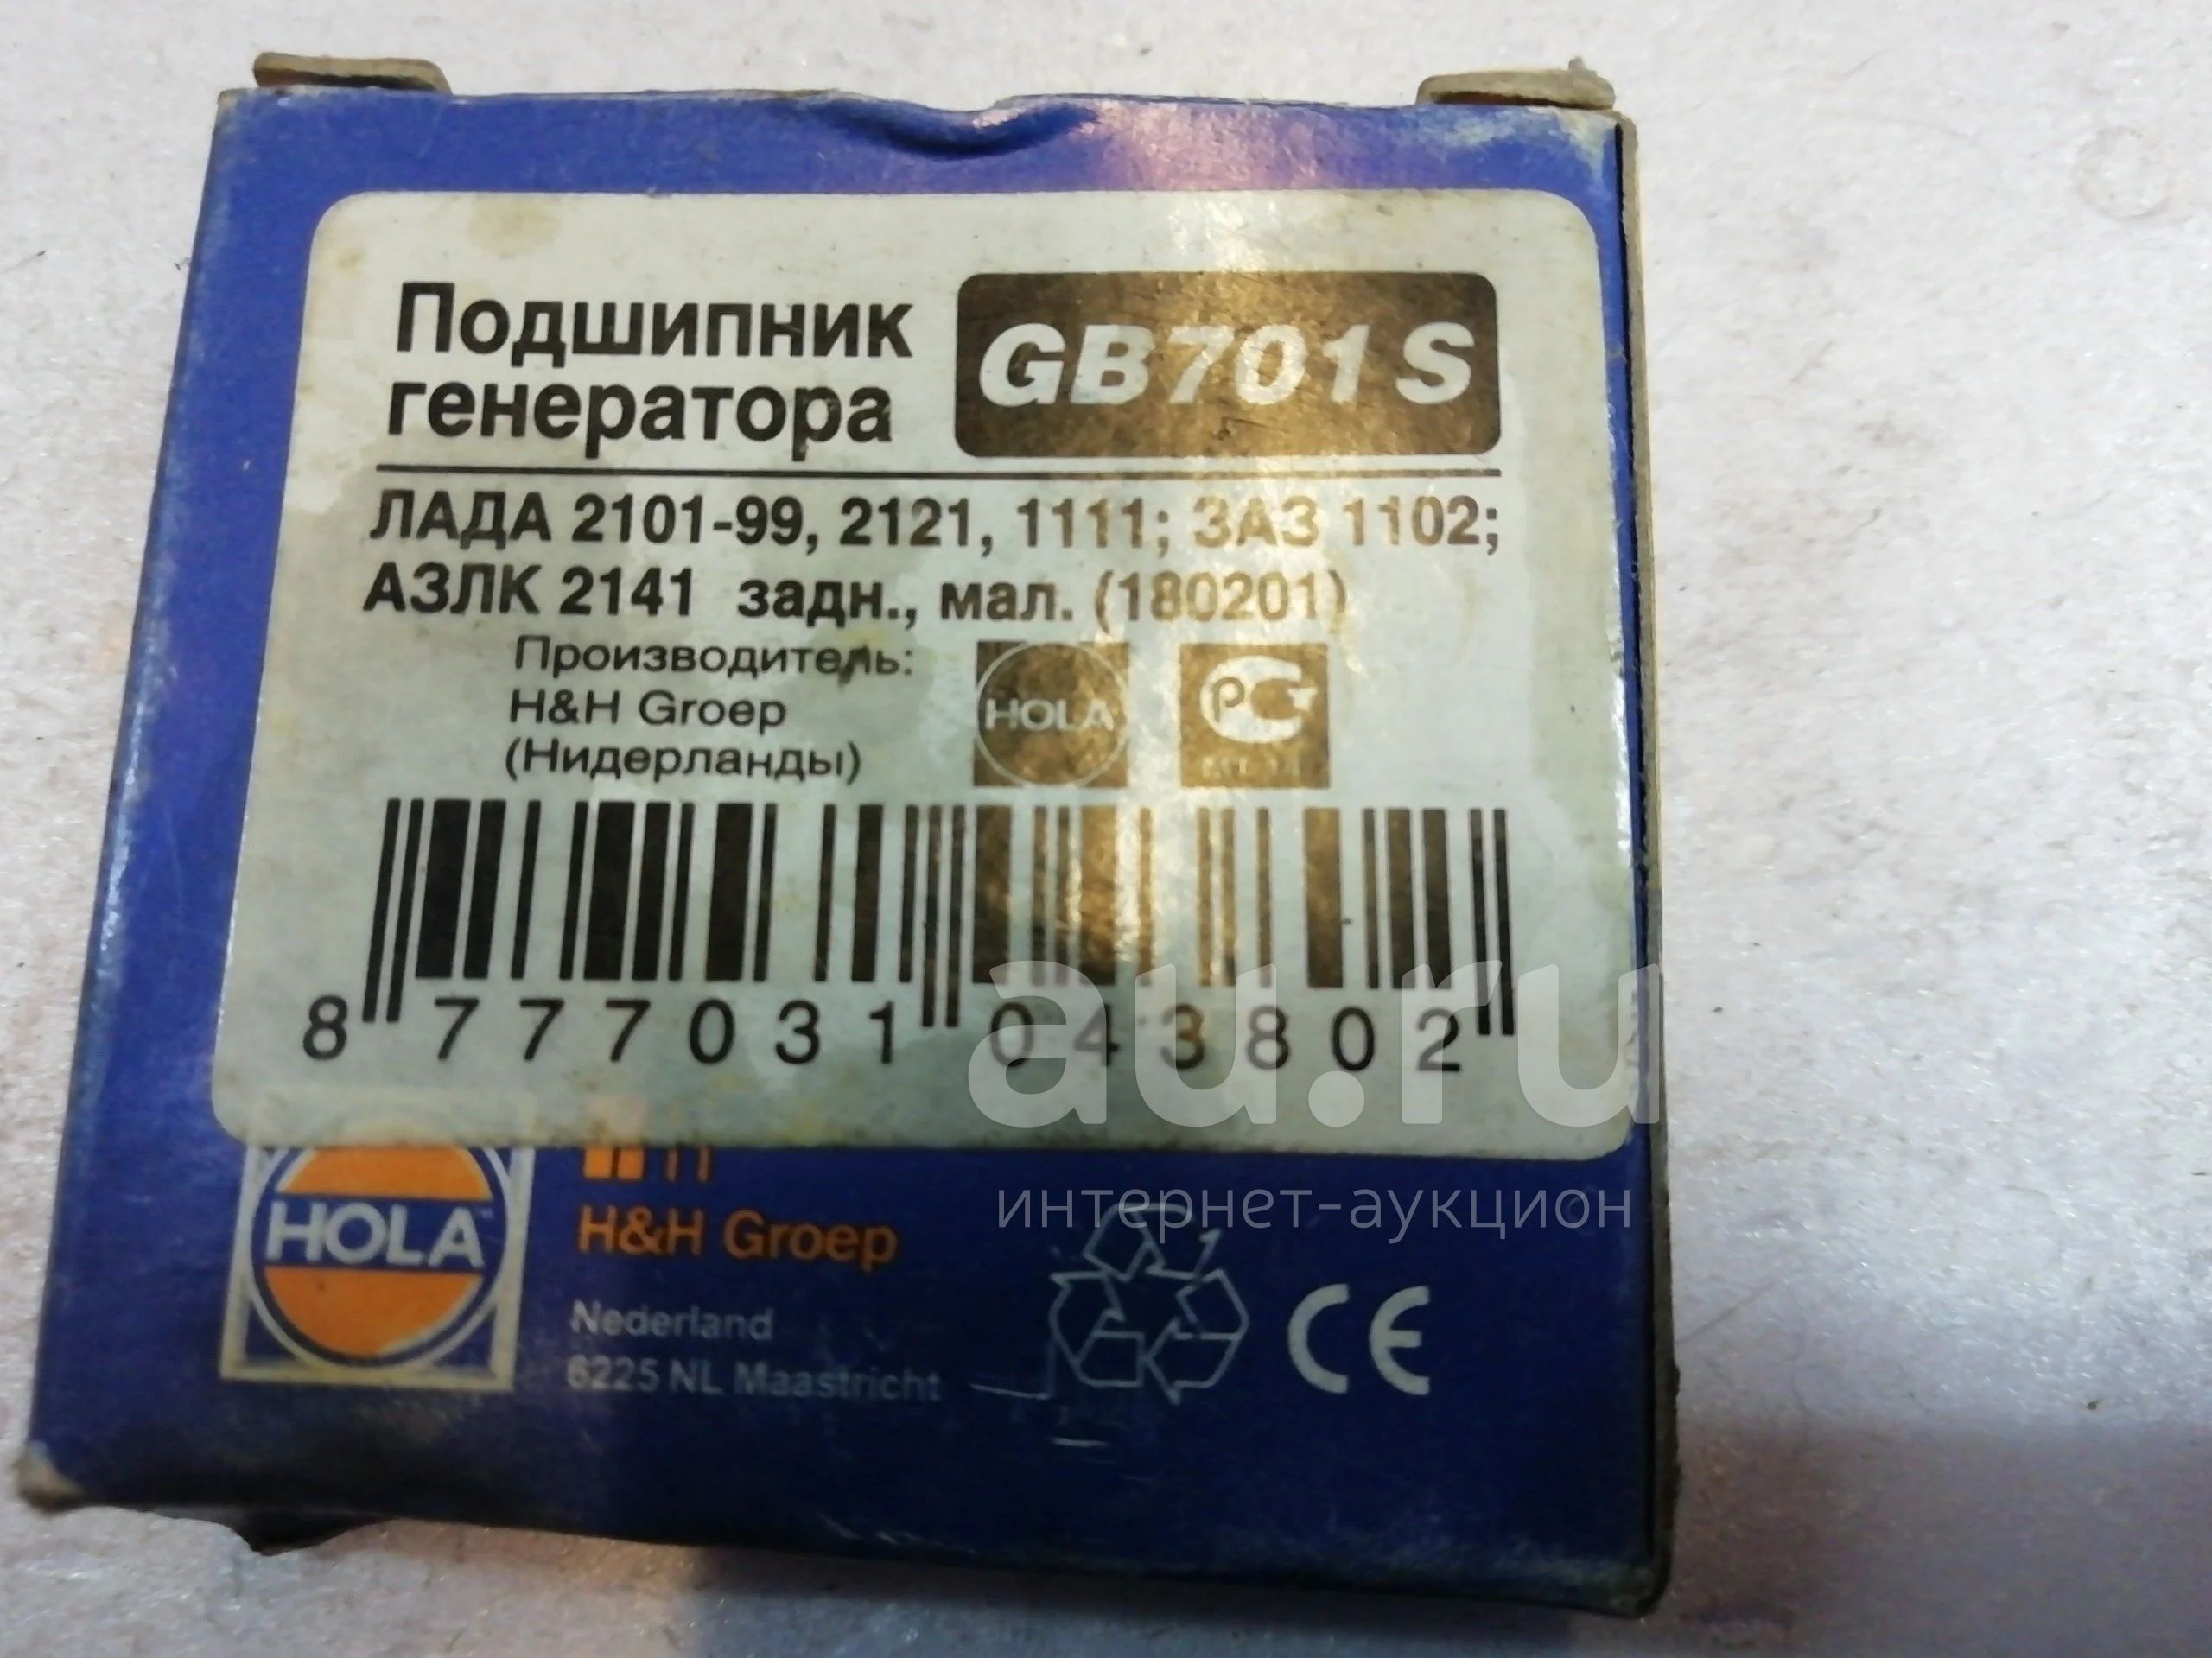 Подшипник
генератора
GB701S
ЛАДА 2101-99, 2121, 1111; ЗАЗ 1102;
АЗЛК 2141 задн., мал. (180201)
Производитель:
H&H Groep
(Нидерланды)
HOLA
РС
8 777031 043802
au.ru
интернет-аукцион
HOLA
H&H Groep
Nederland
6225 NL Maastricht
CE